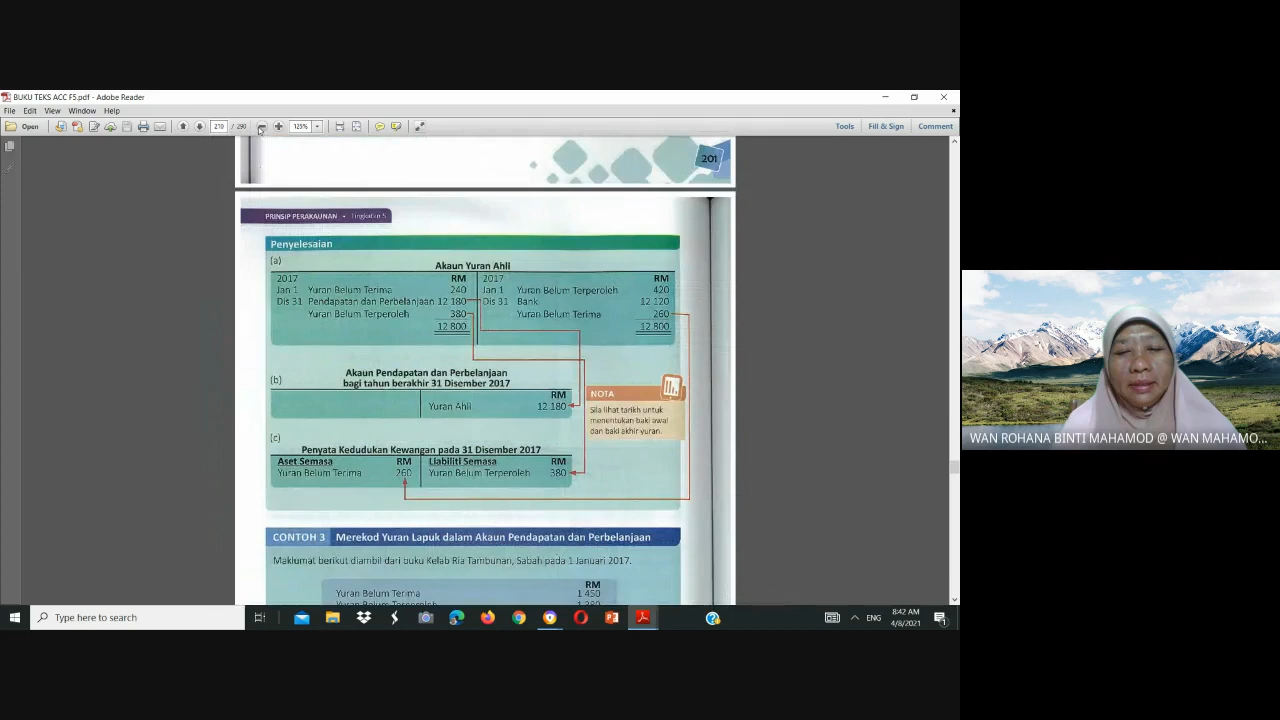 BUKU TEKS ACC F5.pdf - Adobe Reader
File Edit View Window Help
Open 210 / 290 125% Tools Fill & Sign Comment
201
PRINSIP PERAKAUNAN • Tingkatan 5
Penyelesaian
(a)
Akaun Yuran Ahli
2017 RM 2017 RM
Jan 1 Yuran Belum Terima 240 Jan 1 Yuran Belum Terperoleh 420
Dis 31 Pendapatan dan Perbelanjaan 12 180 Dis 31 Bank 12 120
Yuran Belum Terperoleh 380 Yuran Belum Terima 260
12 800 12 800
(b)
Akaun Pendapatan dan Perbelanjaan
bagi tahun berakhir 31 Disember 2017
RM
Yuran Ahli 12 180
NOTA
Sila lihat tarikh untuk
menentukan baki awal
dan baki akhir yuran.
(c)
Penyata Kedudukan Kewangan pada 31 Disember 2017
Aset Semasa RM Liabiliti Semasa RM
Yuran Belum Terima 260 Yuran Belum Terperoleh 380
CONTOH 3 Merekod Yuran Lapuk dalam Akaun Pendapatan dan Perbelanjaan
Maklumat berikut diambil dari buku Kelab Ria Tambunan, Sabah pada 1 Januari 2017.
RM
Yuran Belum Terima 1 450
WAN ROHANA BINTI MAHAMOD @ WAN MAHAMO...
Type here to search
ENG
8:42 AM
4/8/2021